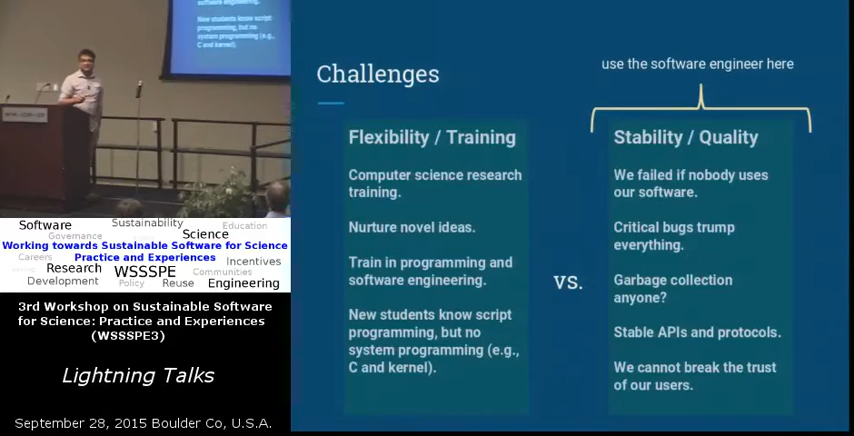 software engineering.
New students know script
programming, but no
system programming (e.g.,
C and kernel).
Software
Sustainability
Education
Governance
Science
Working towards Sustainable Software for Science
Practice and Experiences
Careers
Incentives
Research
WSSSPE
Communities
Development
Policy
Reuse
Engineering
3rd Workshop on Sustainable Software
for Science: Practice and Experiences
(WSSSPE3)
Lightning Talks
September 28, 2015 Boulder Co, U.S.A.
Challenges
use the software engineer here
Flexibility / Training
Computer science research
training.
Nurture novel ideas.
Train in programming and
software engineering.
New students know script
programming, but no
system programming (e.g.,
C and kernel).
vs.
Stability / Quality
We failed if nobody uses
our software.
Critical bugs trump
everything.
Garbage collection
anyone?
Stable APIs and protocols.
We cannot break the trust
of our users.